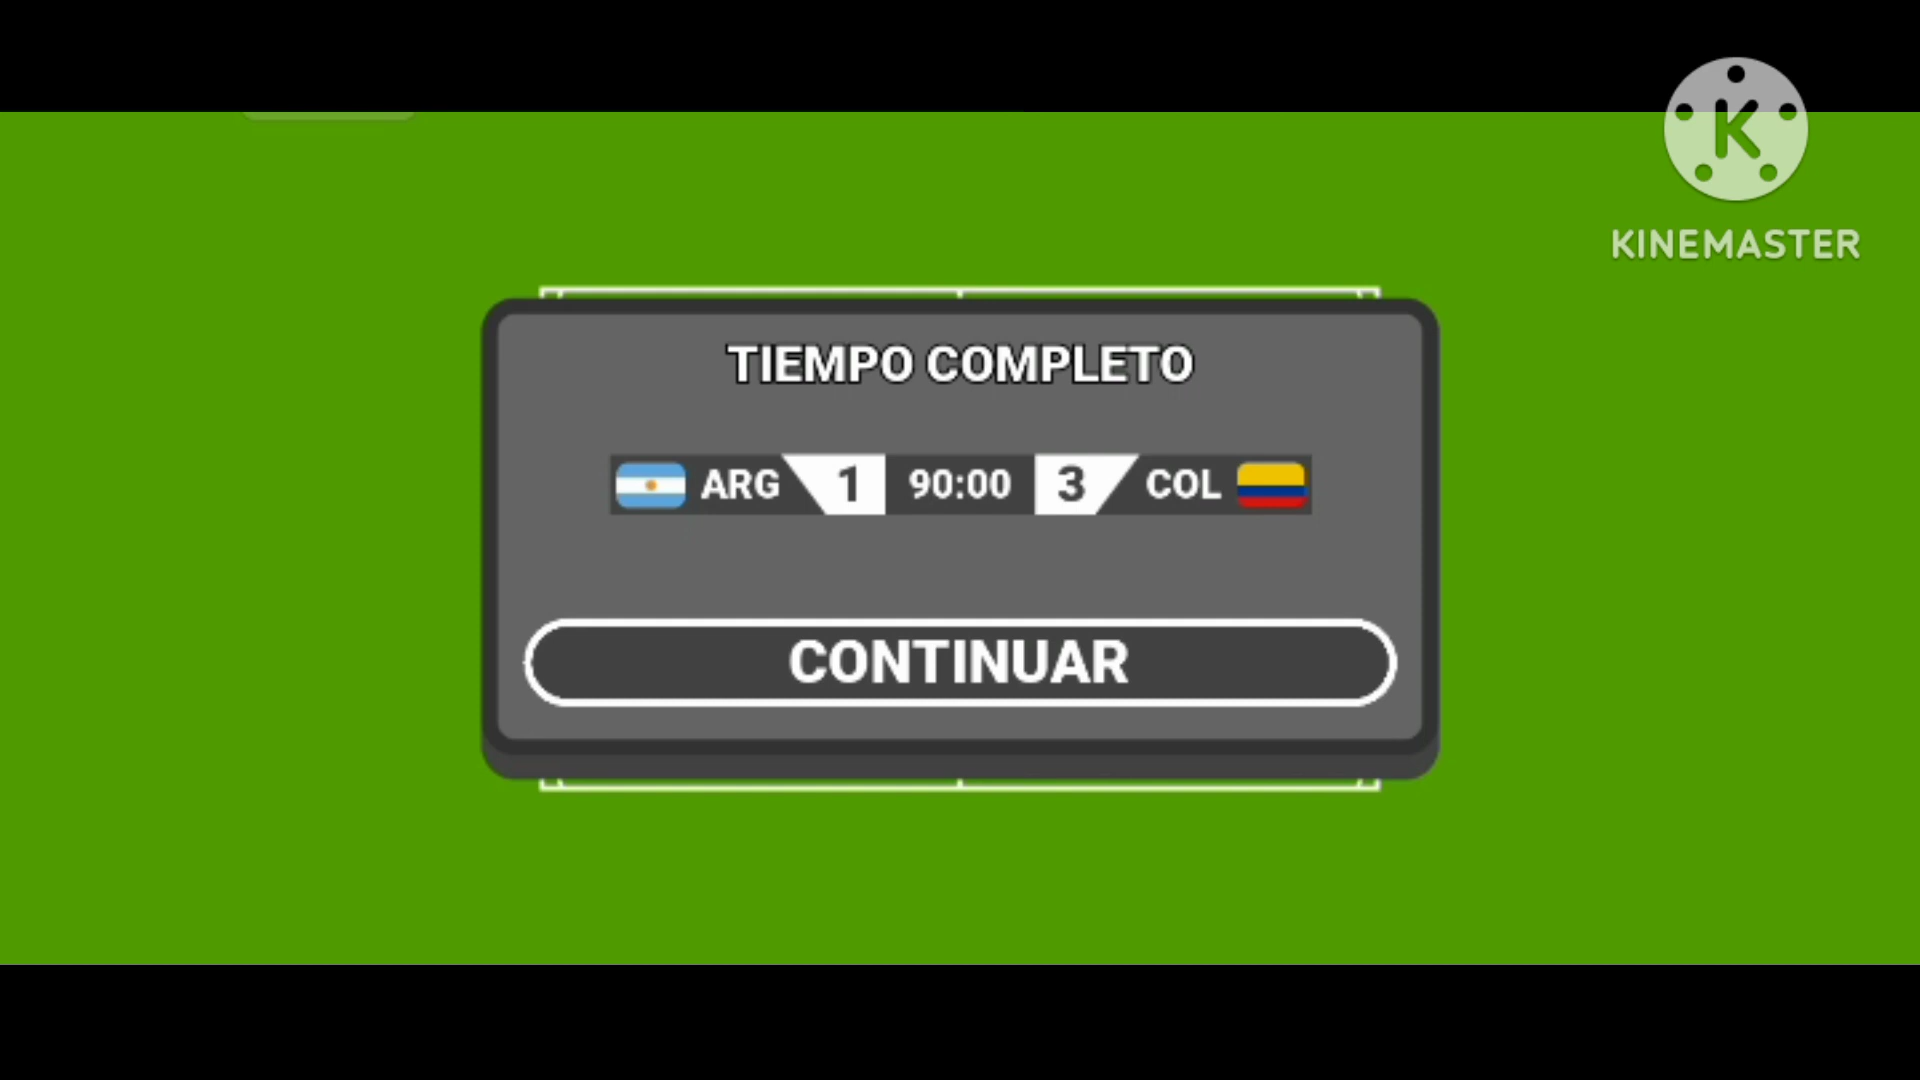 K
KINEMASTER
TIEMPO COMPLETO
ARG 1 90:00 3 COL
CONTINUAR